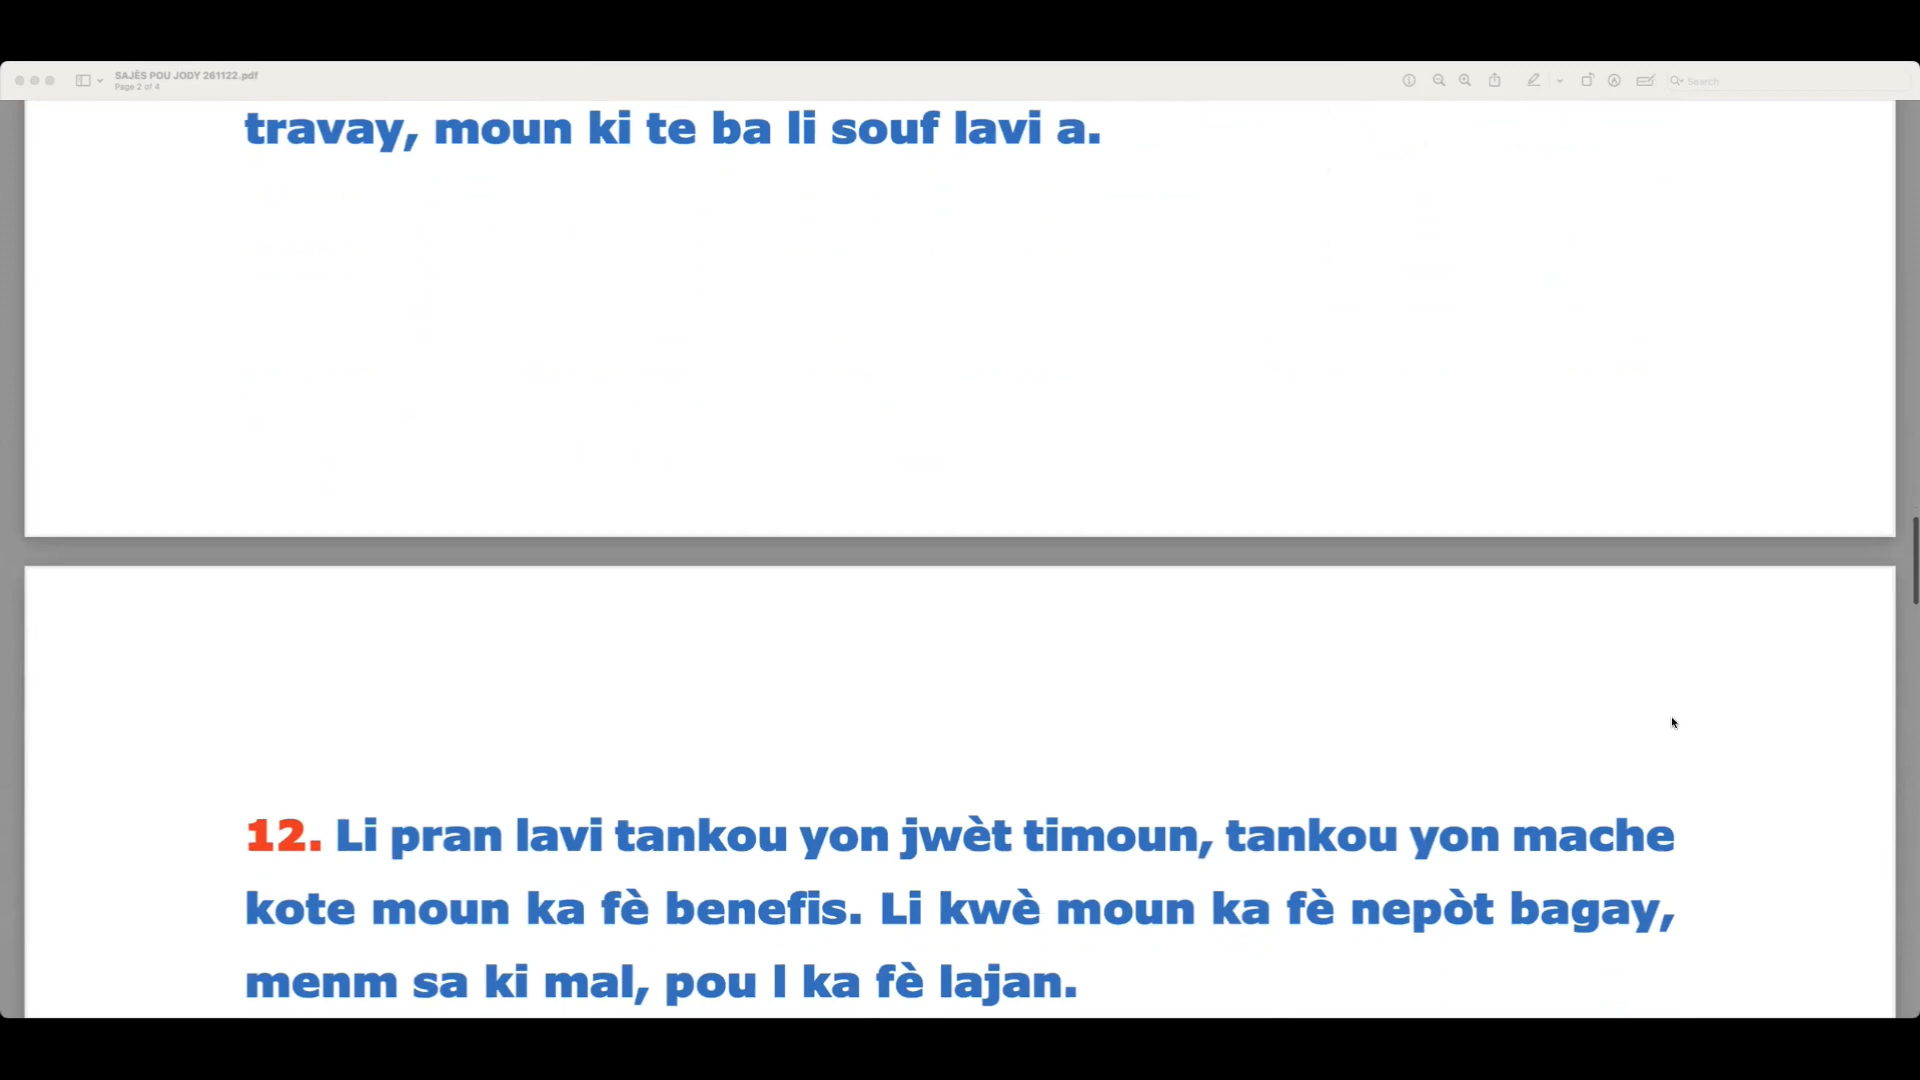 SAJÈS POU JODY 261122.pdf
Page 2 of 4
Search
travay, moun ki te ba li souf lavi a.
12. Li pran lavi tankou yon jwèt timoun, tankou yon mache
kote moun ka fè benefis. Li kwè moun ka fè nepòt bagay,
menm sa ki mal, pou l ka fè lajan.